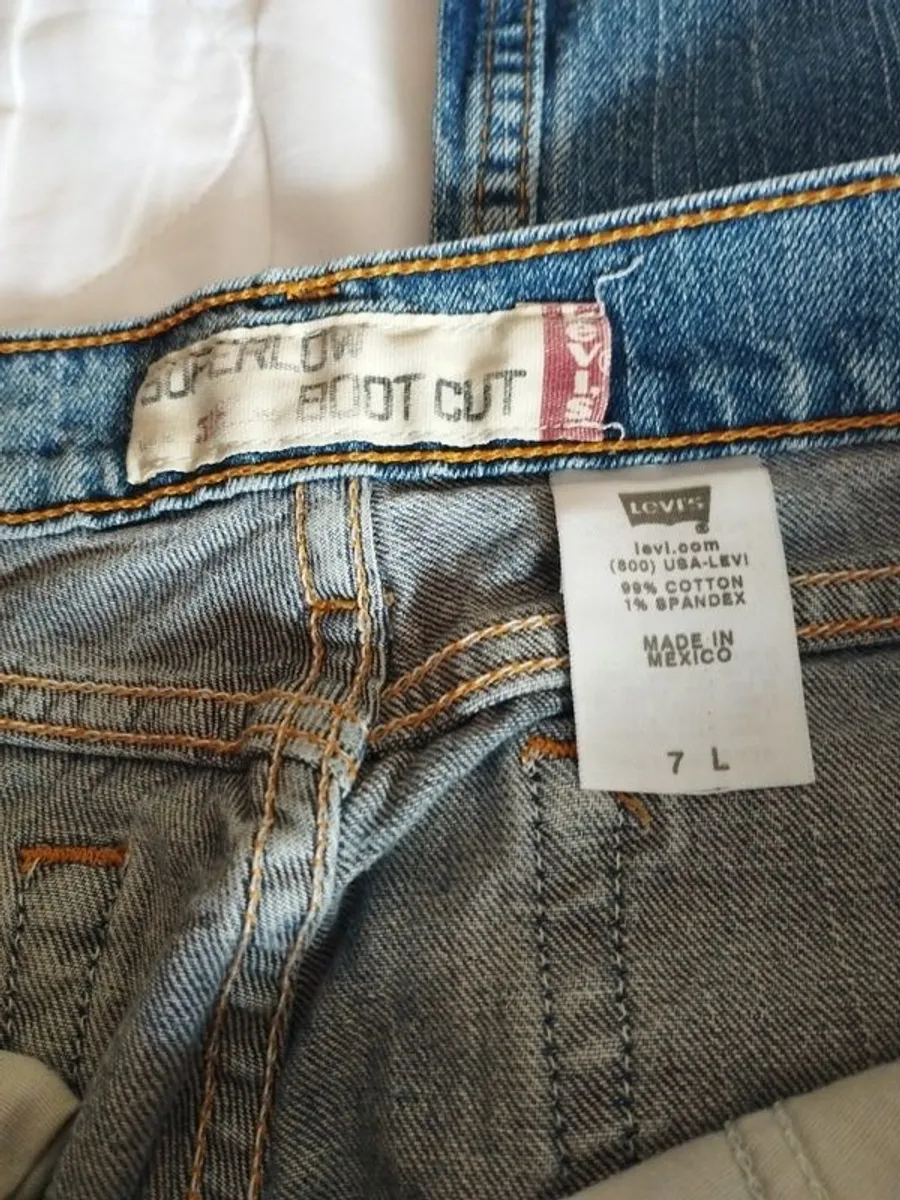 SUPERLOW
BOOT CUT
LEVI'S
LEVI'S
®
levi.com
(800) USA-LEVI
99% COTTON
1% SPANDEX
MADE IN
MEXICO
7 L